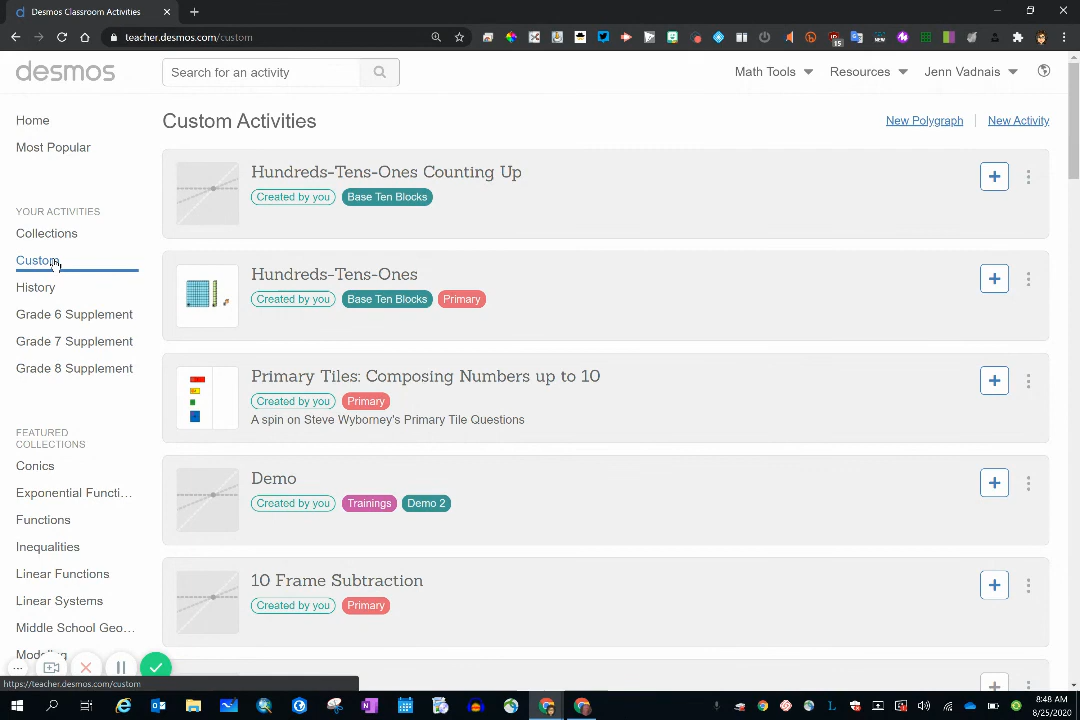 Desmos Classroom Activities
teacher.desmos.com/custom
15
NEW
desmos
Search for an activity
Math Tools
Resources
Jenn Vadnais
Home
Most Popular
YOUR ACTIVITIES
Collections
Custom
History
Grade 6 Supplement
Grade 7 Supplement
Grade 8 Supplement
FEATURED
COLLECTIONS
Conics
Exponential Functi...
Functions
Inequalities
Linear Functions
Linear Systems
Middle School Geo...
Modeling
Custom Activities
New Polygraph
New Activity
Hundreds-Tens-Ones Counting Up
Created by you Base Ten Blocks
Hundreds-Tens-Ones
Created by you Base Ten Blocks Primary
Primary Tiles: Composing Numbers up to 10
Created by you Primary
A spin on Steve Wyborney's Primary Tile Questions
Demo
Created by you Trainings Demo 2
10 Frame Subtraction
Created by you Primary
https://teacher.desmos.com/custom
8:48 AM
8/25/2020